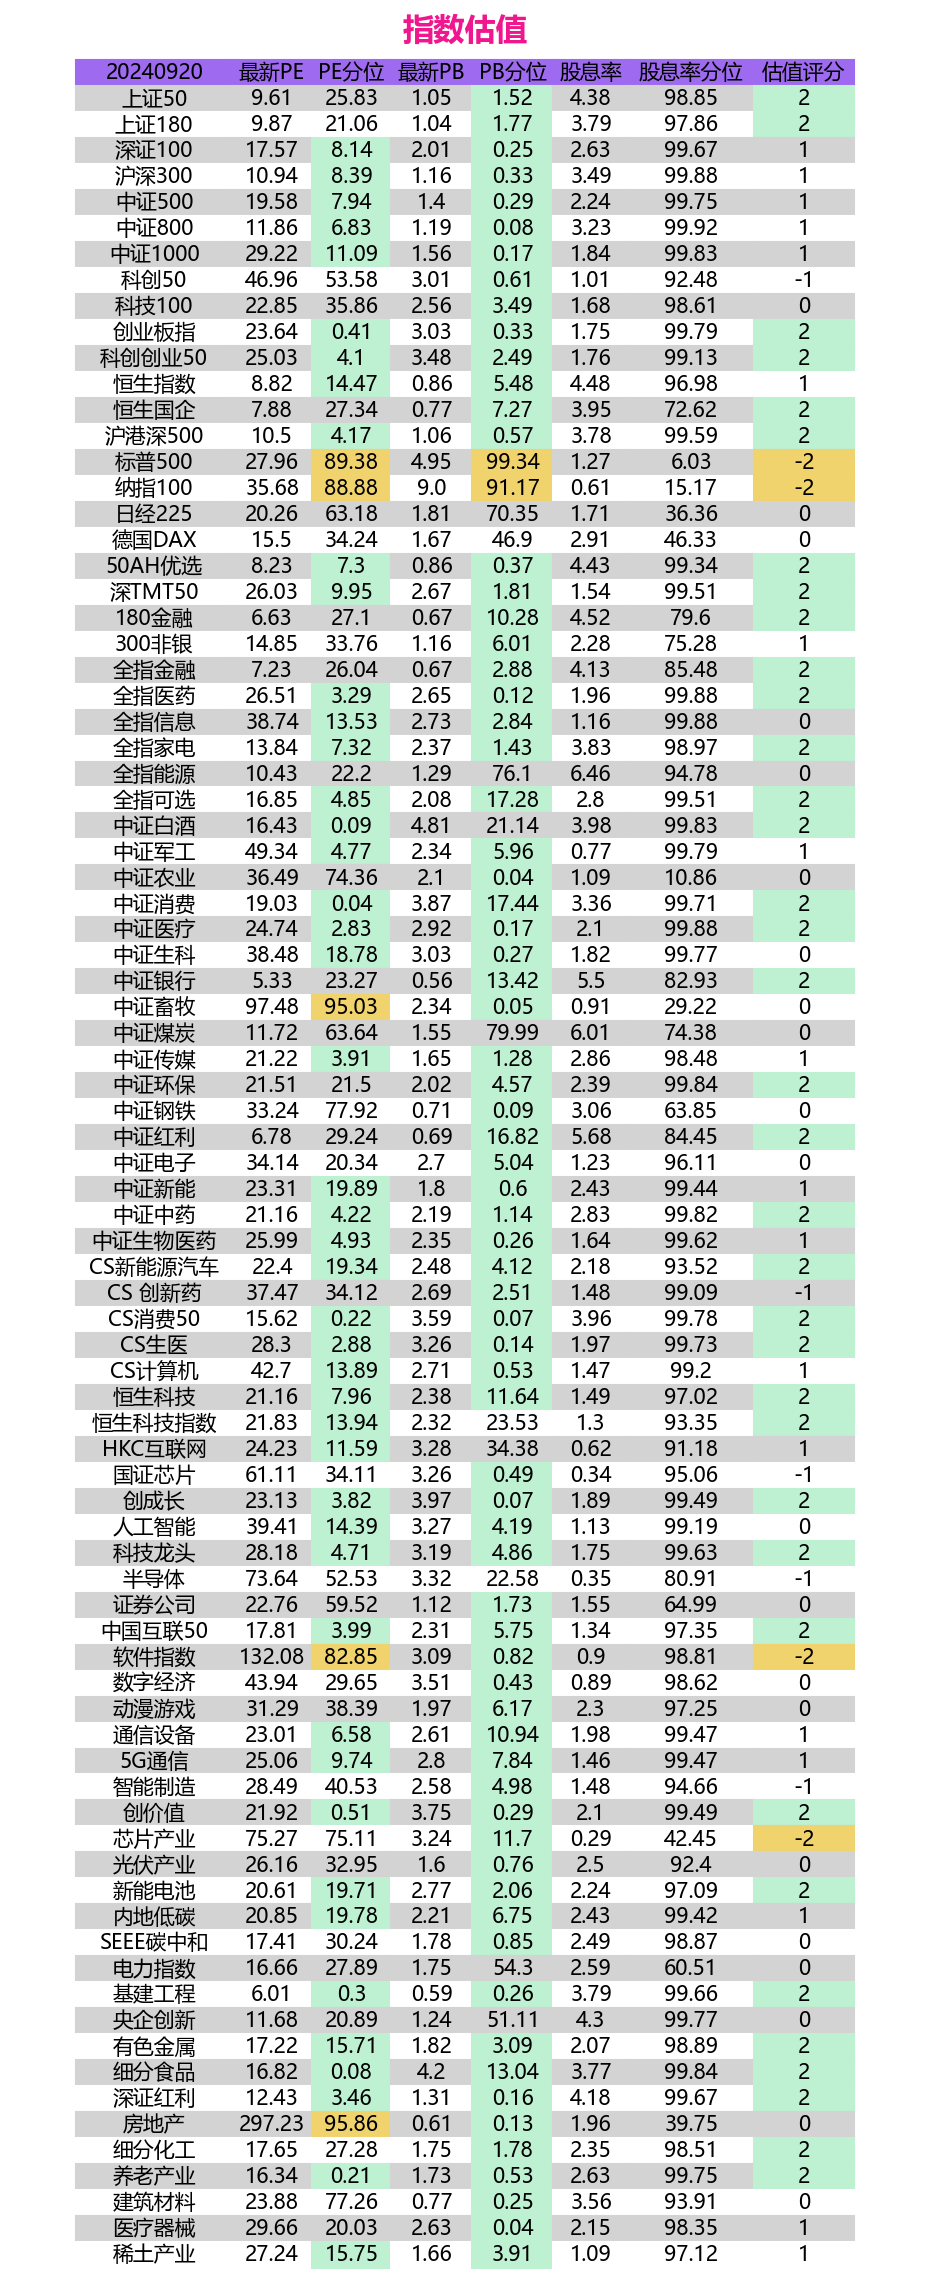 指数估值
20240920 最新PE PE分位 最新PB PB分位 股息率 股息率分位 估值评分
上证50 9.61 25.83 1.05 1.52 4.38 98.85 2
上证180 9.87 21.06 1.04 1.77 3.79 97.86 2
深证100 17.57 8.14 2.01 0.25 2.63 99.67 1
沪深300 10.94 8.39 1.16 0.33 3.49 99.88 1
中证500 19.58 7.94 1.4 0.29 2.24 99.75 1
中证800 11.86 6.83 1.19 0.08 3.23 99.92 1
中证1000 29.22 11.09 1.56 0.17 1.84 99.83 1
科创50 46.96 53.58 3.01 0.61 1.01 92.48 -1
科技100 22.85 35.86 2.56 3.49 1.68 98.61 0
创业板指 23.64 0.41 3.03 0.33 1.75 99.79 2
科创创业50 25.03 4.1 3.48 2.49 1.76 99.13 2
恒生指数 8.82 14.47 0.86 5.48 4.48 96.98 1
恒生国企 7.88 27.34 0.77 7.27 3.95 72.62 2
沪港深500 10.5 4.17 1.06 0.57 3.78 99.59 2
标普500 27.96 89.38 4.95 99.34 1.27 6.03 -2
纳指100 35.68 88.88 9.0 91.17 0.61 15.17 -2
日经225 20.26 63.18 1.81 70.35 1.71 36.36 0
德国DAX 15.5 34.24 1.67 46.9 2.91 46.33 0
50AH优选 8.23 7.3 0.86 0.37 4.43 99.34 2
深TMT50 26.03 9.95 2.67 1.81 1.54 99.51 2
180金融 6.63 27.1 0.67 10.28 4.52 79.6 2
300非银 14.85 33.76 1.16 6.01 2.28 75.28 1
全指金融 7.23 26.04 0.67 2.88 4.13 85.48 2
全指医药 26.51 3.29 2.65 0.12 1.96 99.88 2
全指信息 38.74 13.53 2.73 2.84 1.16 99.88 0
全指家电 13.84 7.32 2.37 1.43 3.83 98.97 2
全指能源 10.43 22.2 1.29 76.1 6.46 94.78 0
全指可选 16.85 4.85 2.08 17.28 2.8 99.51 2
中证白酒 16.43 0.09 4.81 21.14 3.98 99.83 2
中证军工 49.34 4.77 2.34 5.96 0.77 99.79 1
中证农业 36.49 74.36 2.1 0.04 1.09 10.86 0
中证消费 19.03 0.04 3.87 17.44 3.36 99.71 2
中证医疗 24.74 2.83 2.92 0.17 2.1 99.88 2
中证生科 38.48 18.78 3.03 0.27 1.82 99.77 0
中证银行 5.33 23.27 0.56 13.42 5.5 82.93 2
中证畜牧 97.48 95.03 2.34 0.05 0.91 29.22 0
中证煤炭 11.72 63.64 1.55 79.99 6.01 74.38 0
中证传媒 21.22 3.91 1.65 1.28 2.86 98.48 1
中证环保 21.51 21.5 2.02 4.57 2.39 99.84 2
中证钢铁 33.24 77.92 0.71 0.09 3.06 63.85 0
中证红利 6.78 29.24 0.69 16.82 5.68 84.45 2
中证电子 34.14 20.34 2.7 5.04 1.23 96.11 0
中证新能 23.31 19.89 1.8 0.6 2.43 99.44 1
中证中药 21.16 4.22 2.19 1.14 2.83 99.82 2
中证生物医药 25.99 4.93 2.35 0.26 1.64 99.62 1
CS新能源汽车 22.4 19.34 2.48 4.12 2.18 93.52 2
CS 创新药 37.47 34.12 2.69 2.51 1.48 99.09 -1
CS消费50 15.62 0.22 3.59 0.07 3.96 99.78 2
CS生医 28.3 2.88 3.26 0.14 1.97 99.73 2
CS计算机 42.7 13.89 2.71 0.53 1.47 99.2 1
恒生科技 21.16 7.96 2.38 11.64 1.49 97.02 2
恒生科技指数 21.83 13.94 2.32 23.53 1.3 93.35 2
HKC互联网 24.23 11.59 3.28 34.38 0.62 91.18 1
国证芯片 61.11 34.11 3.26 0.49 0.34 95.06 -1
创成长 23.13 3.82 3.97 0.07 1.89 99.49 2
人工智能 39.41 14.39 3.27 4.19 1.13 99.19 0
科技龙头 28.18 4.71 3.19 4.86 1.75 99.63 2
半导体 73.64 52.53 3.32 22.58 0.35 80.91 -1
证券公司 22.76 59.52 1.12 1.73 1.55 64.99 0
中国互联50 17.81 3.99 2.31 5.75 1.34 97.35 2
软件指数 132.08 82.85 3.09 0.82 0.9 98.81 -2
数字经济 43.94 29.65 3.51 0.43 0.89 98.62 0
动漫游戏 31.29 38.39 1.97 6.17 2.3 97.25 0
通信设备 23.01 6.58 2.61 10.94 1.98 99.47 1
5G通信 25.06 9.74 2.8 7.84 1.46 99.47 1
智能制造 28.49 40.53 2.58 4.98 1.48 94.66 -1
创价值 21.92 0.51 3.75 0.29 2.1 99.49 2
芯片产业 75.27 75.11 3.24 11.7 0.29 42.45 -2
光伏产业 26.16 32.95 1.6 0.76 2.5 92.4 0
新能电池 20.61 19.71 2.77 2.06 2.24 97.09 2
内地低碳 20.85 19.78 2.21 6.75 2.43 99.42 1
SEEE碳中和 17.41 30.24 1.78 0.85 2.49 98.87 0
电力指数 16.66 27.89 1.75 54.3 2.59 60.51 0
基建工程 6.01 0.3 0.59 0.26 3.79 99.66 2
央企创新 11.68 20.89 1.24 51.11 4.3 99.77 0
有色金属 17.22 15.71 1.82 3.09 2.07 98.89 2
细分食品 16.82 0.08 4.2 13.04 3.77 99.84 2
深证红利 12.43 3.46 1.31 0.16 4.18 99.67 2
房地产 297.23 95.86 0.61 0.13 1.96 39.75 0
细分化工 17.65 27.28 1.75 1.78 2.35 98.51 2
养老产业 16.34 0.21 1.73 0.53 2.63 99.75 2
建筑材料 23.88 77.26 0.77 0.25 3.56 93.91 0
医疗器械 29.66 20.03 2.63 0.04 2.15 98.35 1
稀土产业 27.24 15.75 1.66 3.91 1.09 97.12 1